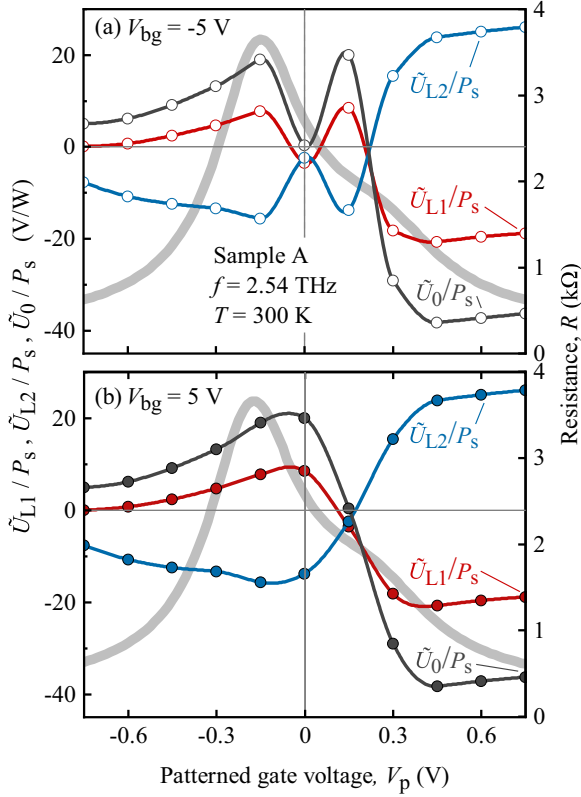 (a) V_bg = -5 V
Ũ_L2/P_s
Ũ_L1/P_s
Ũ_0/P_s
Sample A
f = 2.54 THz
T = 300 K
20
0
-20
-40
4
3
2
1
0
(b) V_bg = 5 V
Ũ_L2/P_s
Ũ_L1/P_s
Ũ_0/P_s
20
0
-20
-40
4
3
2
1
0
-0.6
-0.3
0
0.3
0.6
Patterned gate voltage, V_p (V)
Ũ_L1/P_s, Ũ_L2/P_s, Ũ_0/P_s (V/W)
Resistance, R (kΩ)